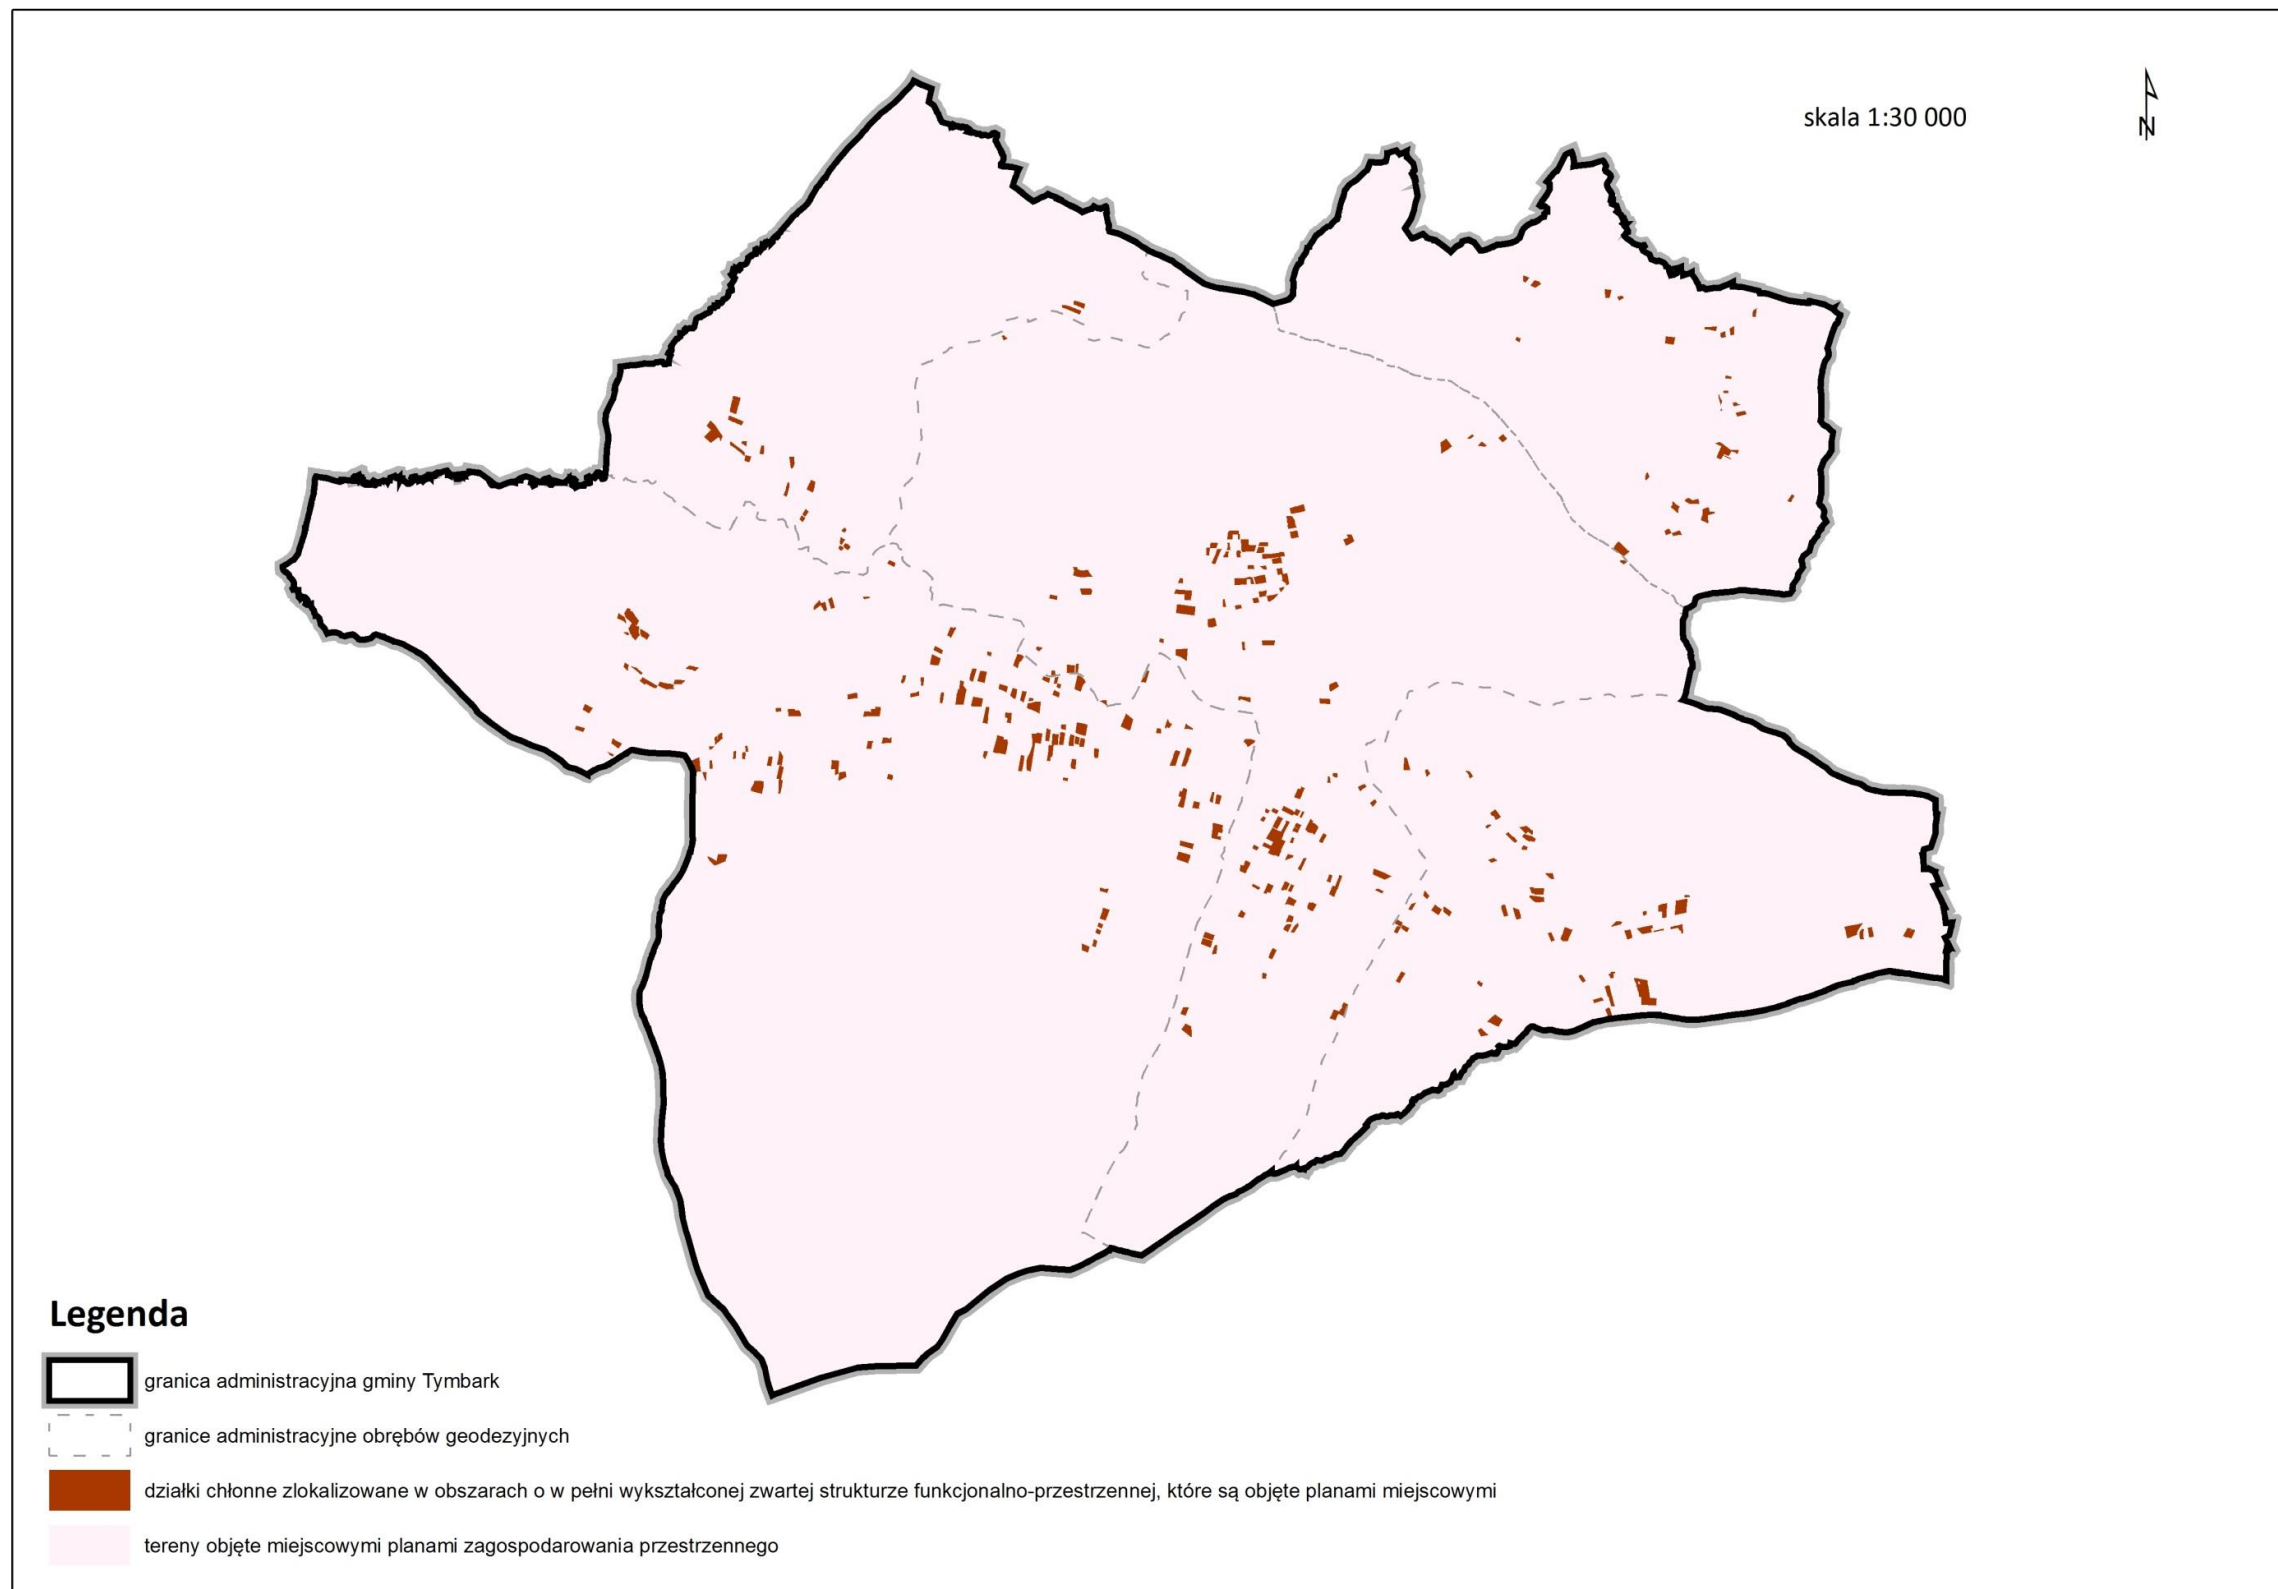 skala 1:30 000
N
Legenda
granica administracyjna gminy Tymbark
granice administracyjne obrębów geodezyjnych
działki chłonne zlokalizowane w obszarach o w pełni wykształconej zwartej strukturze funkcjonalno-przestrzennej, które są objęte planami miejscowymi
tereny objęte miejscowymi planami zagospodarowania przestrzennego